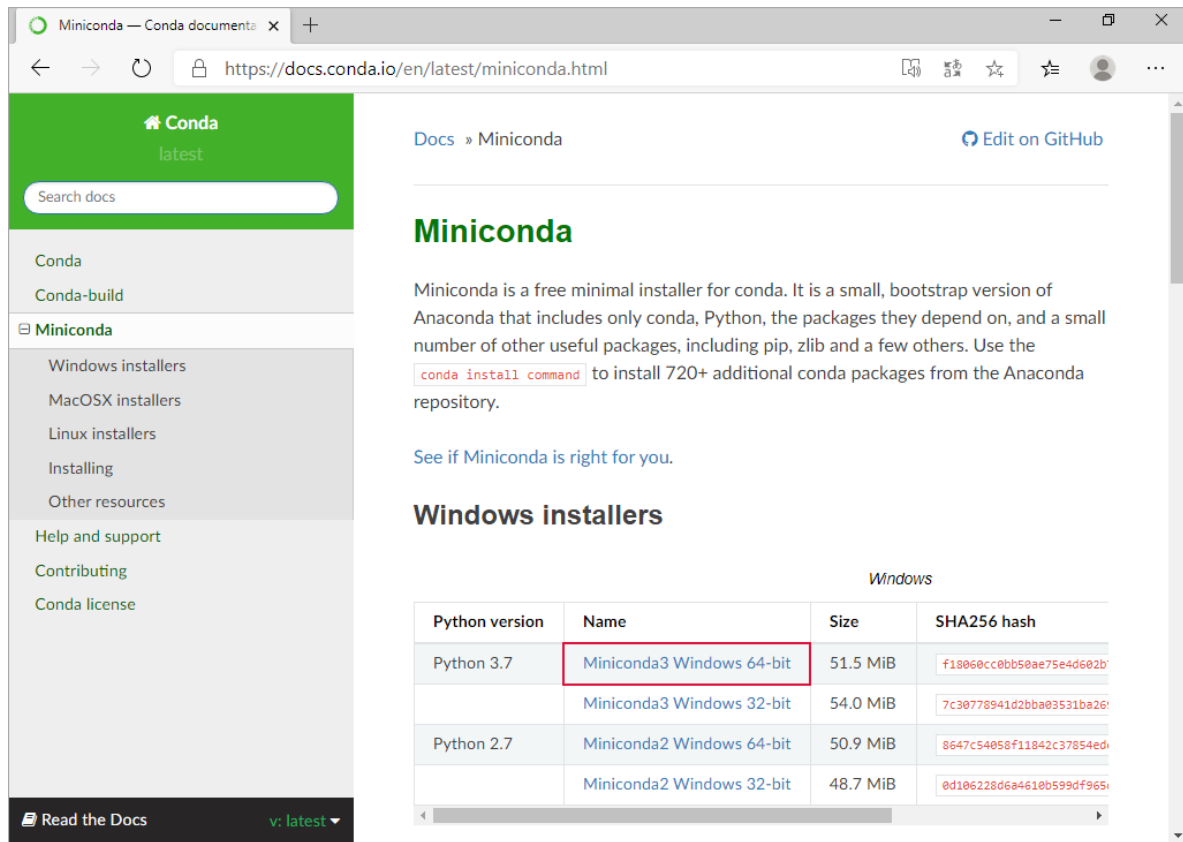 Miniconda — Conda documenta
https://docs.conda.io/en/latest/miniconda.html
Conda
latest
Search docs
Conda
Conda-build
Miniconda
Windows installers
MacOSX installers
Linux installers
Installing
Other resources
Help and support
Contributing
Conda license
Read the Docs
v: latest
Docs » Miniconda
Edit on GitHub
Miniconda
Miniconda is a free minimal installer for conda. It is a small, bootstrap version of
Anaconda that includes only conda, Python, the packages they depend on, and a small
number of other useful packages, including pip, zlib and a few others. Use the
conda install command to install 720+ additional conda packages from the Anaconda
repository.
See if Miniconda is right for you.
Windows installers
Windows
Python version Name Size SHA256 hash
Python 3.7 Miniconda3 Windows 64-bit 51.5 MiB f18060cc0bb50ae75e4d602b
Miniconda3 Windows 32-bit 54.0 MiB 7c30778941d2bba03531ba26
Python 2.7 Miniconda2 Windows 64-bit 50.9 MiB 8647c54058f11842c37854ed
Miniconda2 Windows 32-bit 48.7 MiB 0d106228d6a4610b599df965